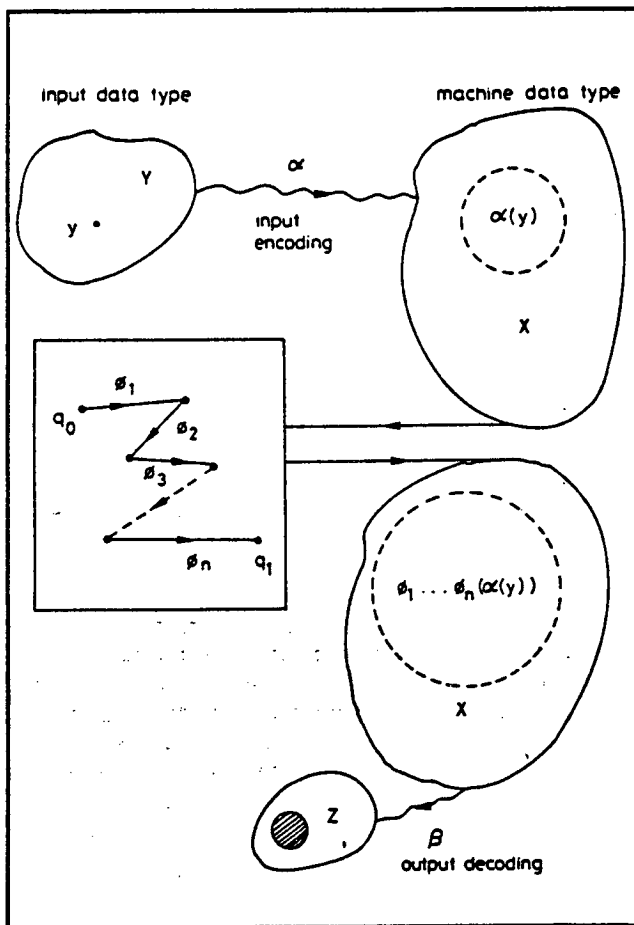 input data type
machine data type
Y
y
α
input
encoding
α(y)
X
ø₁
q₀
ø₂
ø₃
øₙ
q₁
ø₁...øₙ(α(y))
X
Z
β
output decoding